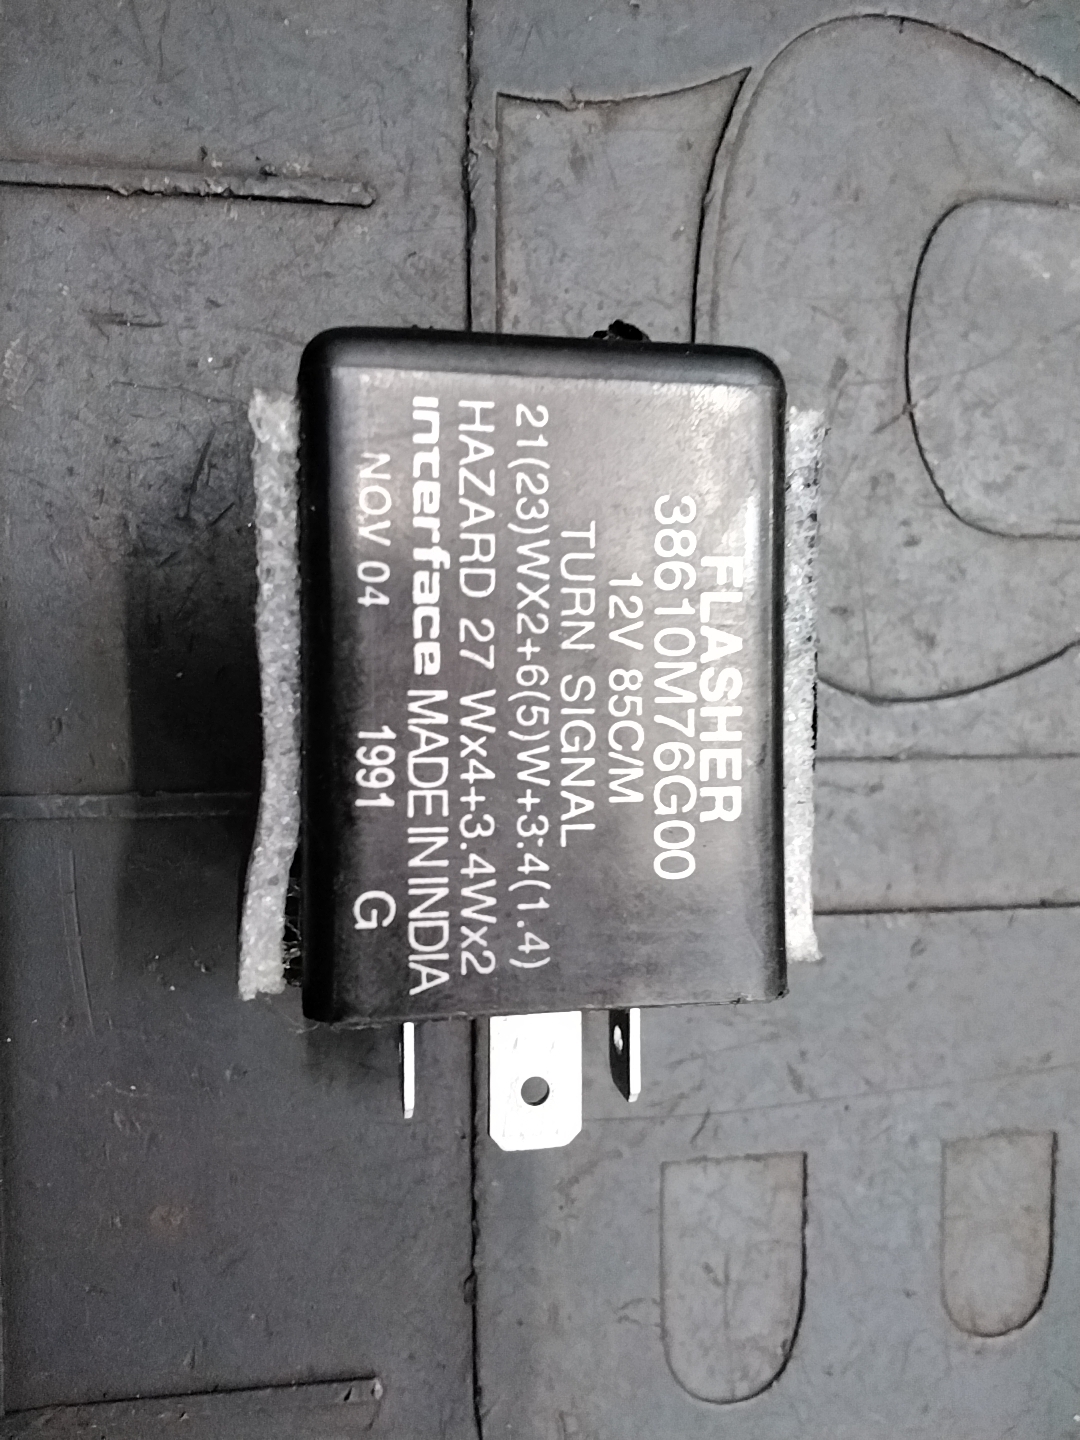 FLASHER
38610M76G00
12V 85C/M
TURN SIGNAL
21(23)WX2+6(5)W+3.4(1.4)
HAZARD 27 Wx4+3.4Wx2
interface MADE IN INDIA
NOV 04 1991 G